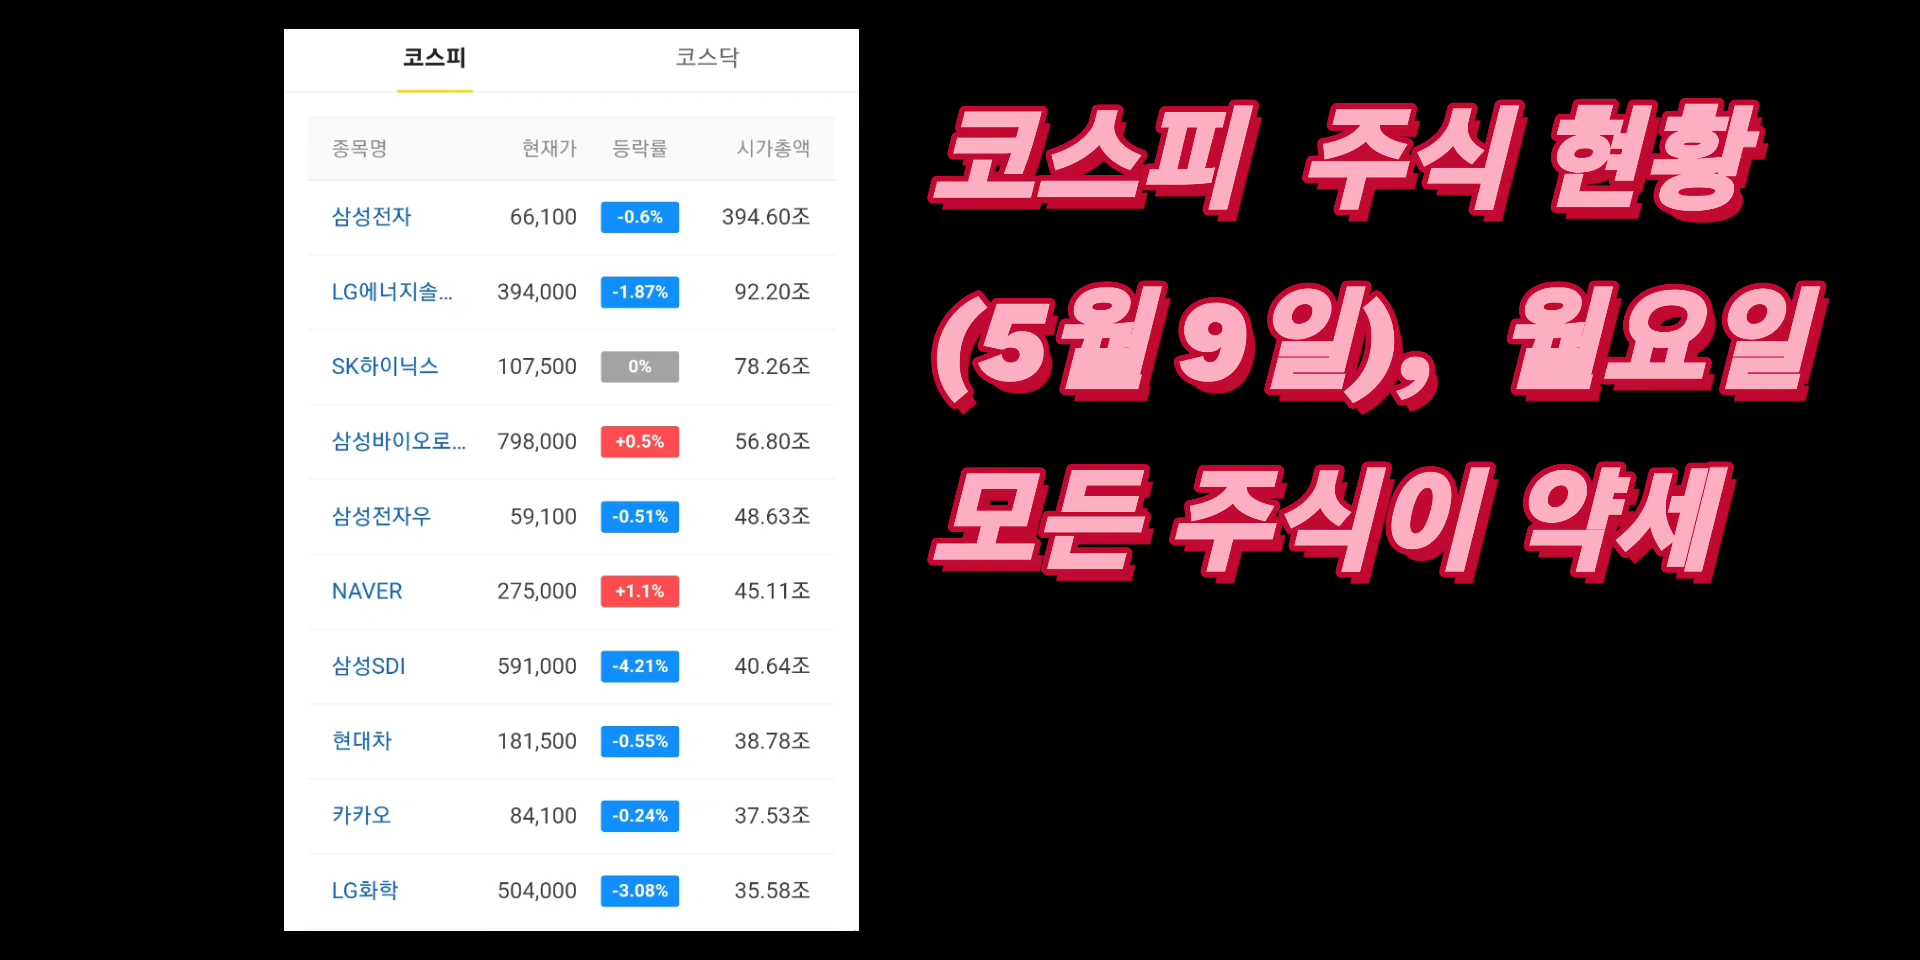 코스피 코스닥
종목명 현재가 등락률 시가총액
삼성전자 66,100 -0.6% 394.60조
LG에너지솔... 394,000 -1.87% 92.20조
SK하이닉스 107,500 0% 78.26조
삼성바이오로... 798,000 +0.5% 56.80조
삼성전자우 59,100 -0.51% 48.63조
NAVER 275,000 +1.1% 45.11조
삼성SDI 591,000 -4.21% 40.64조
현대차 181,500 -0.55% 38.78조
카카오 84,100 -0.24% 37.53조
LG화학 504,000 -3.08% 35.58조
코스피 주식 현황
(5월 9일), 월요일
모든 주식이 약세